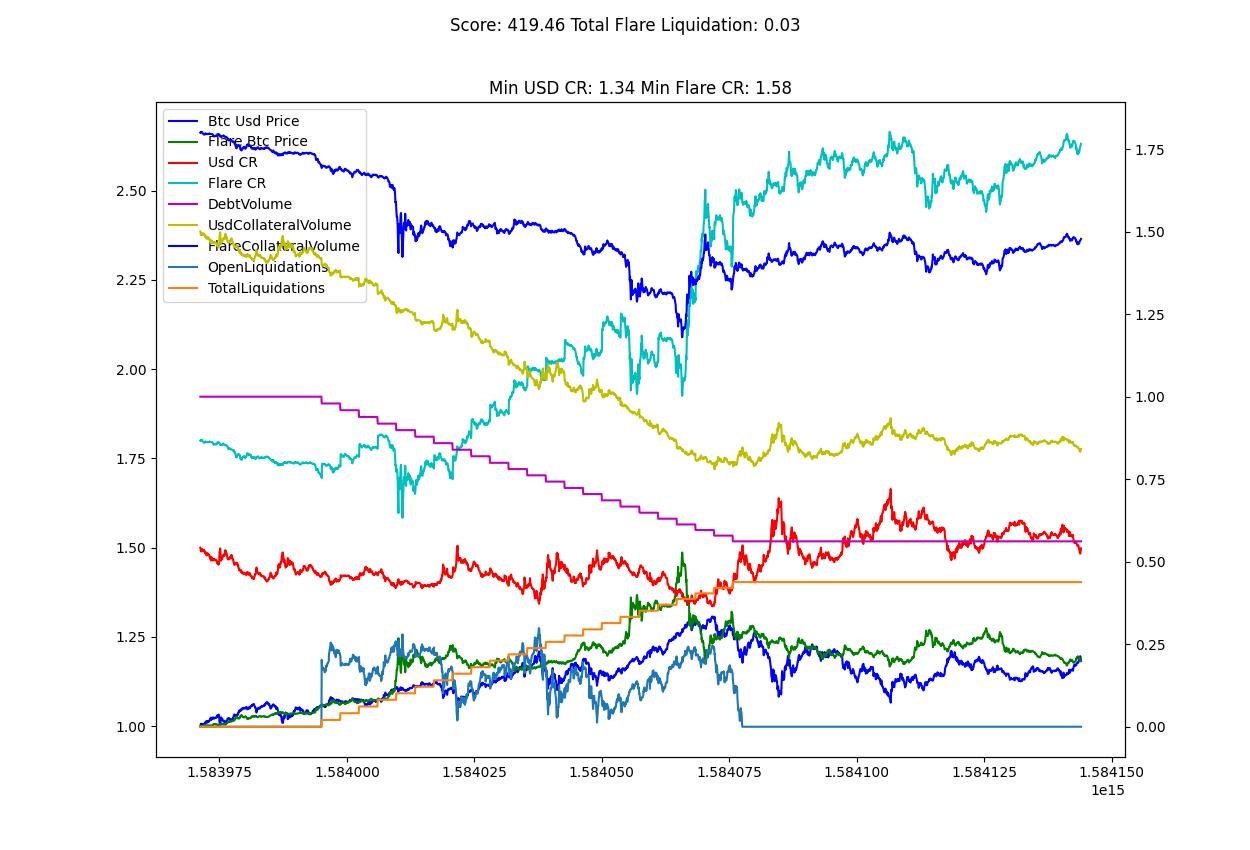 Score: 419.46 Total Flare Liquidation: 0.03
Min USD CR: 1.34 Min Flare CR: 1.58
Btc Usd Price
Flare Btc Price
Usd CR
Flare CR
DebtVolume
UsdCollateralVolume
FlareCollateralVolume
OpenLiquidations
TotalLiquidations
2.50
2.25
2.00
1.75
1.50
1.25
1.00
1.75
1.50
1.25
1.00
0.75
0.50
0.25
0.00
1.583975 1.584000 1.584025 1.584050 1.584075 1.584100 1.584125 1.584150
1e15